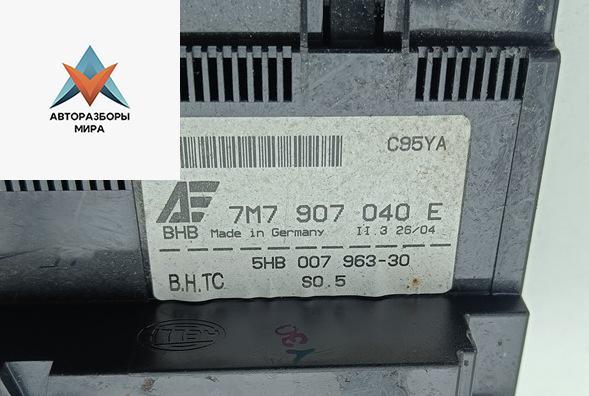 АВТОРАЗБОРЫ
МИРА
C95YA
7M7 907 040 E
BHB Made in Germany II.3 26/04
5HB 007 963-30
B.H.TC SO.5
HELLA